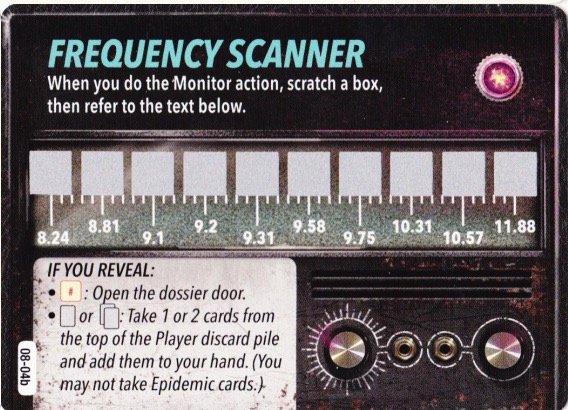 FREQUENCY SCANNER
When you do the Monitor action, scratch a box,
then refer to the text below.
8.24 8.81 9.1 9.2 9.31 9.58 9.75 10.31 10.57 11.88
IF YOU REVEAL:
• # : Open the dossier door.
• or : Take 1 or 2 cards from
the top of the Player discard pile
and add them to your hand. (You
may not take Epidemic cards.)
08-04b